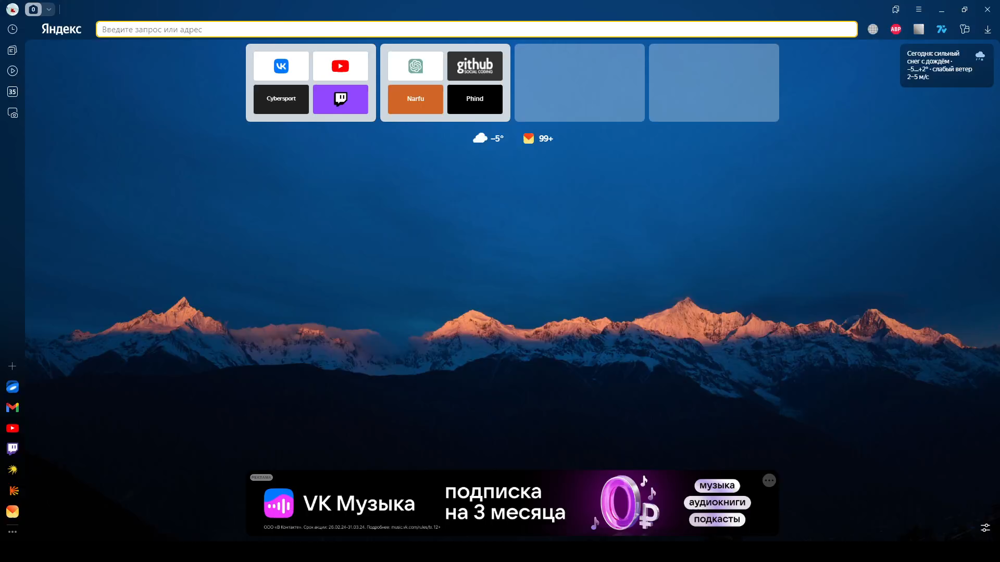 0
Яндекс
Введите запрос или адрес
ABP
35
github
SOCIAL CODING
Cybersport
Narfu
Phind
Сегодня: сильный
снег с дождём ·
−5...+2° · слабый ветер
2−5 м/с
−5°
99+
РЕКЛАМА
VK Музыка
подписка
на 3 месяца
0₽
музыка
аудиокниги
подкасты
ООО «В Контакте». Срок акции: 26.02.24-31.03.24. Подробнее: music.vk.com/rules/tr. 12+